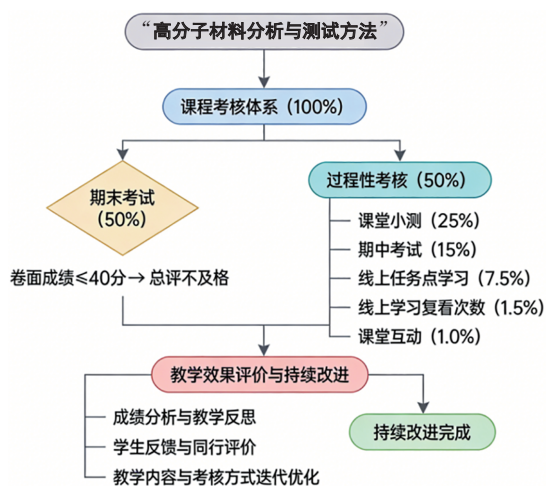 “高分子材料分析与测试方法”
课程考核体系（100%）
期末考试
（50%）
卷面成绩≤40分→ 总评不及格
过程性考核（50%）
课堂小测（25%）
期中考试（15%）
线上任务点学习（7.5%）
线上学习复看次数（1.5%）
课堂互动（1.0%）
教学效果评价与持续改进
成绩分析与教学反思
学生反馈与同行评价
教学内容与考核方式迭代优化
持续改进完成